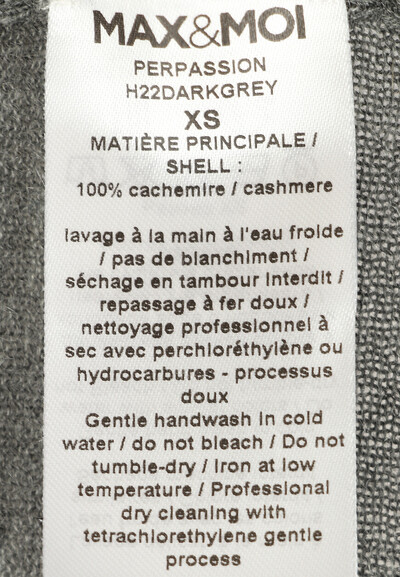 MAX&MOI
PERPASSION
H22DARKGREY
XS
MATIÈRE PRINCIPALE /
SHELL :
100% cachemire / cashmere
lavage à la main à l'eau froide
/ pas de blanchiment /
séchage en tambour interdit /
repassage à fer doux /
nettoyage professionnel à
sec avec perchloréthylène ou
hydrocarbures - processus
doux
Gentle handwash in cold
water / do not bleach / Do not
tumble-dry / Iron at low
temperature / Professional
dry cleaning with
tetrachlorethylene gentle
process